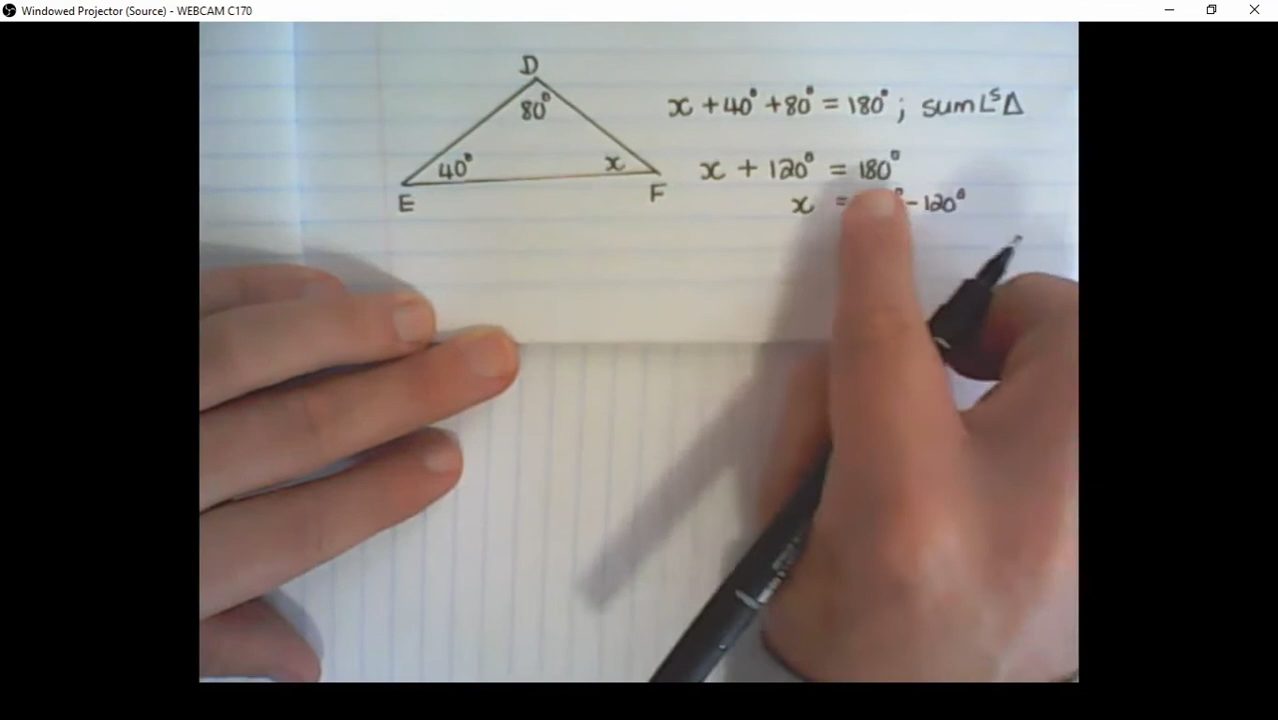 Windowed Projector (Source) - WEBCAM C170
D
80°
40°
x
E
F
x + 40° + 80° = 180° ; sum L^s Δ
x + 120° = 180°
x = ° - 120°